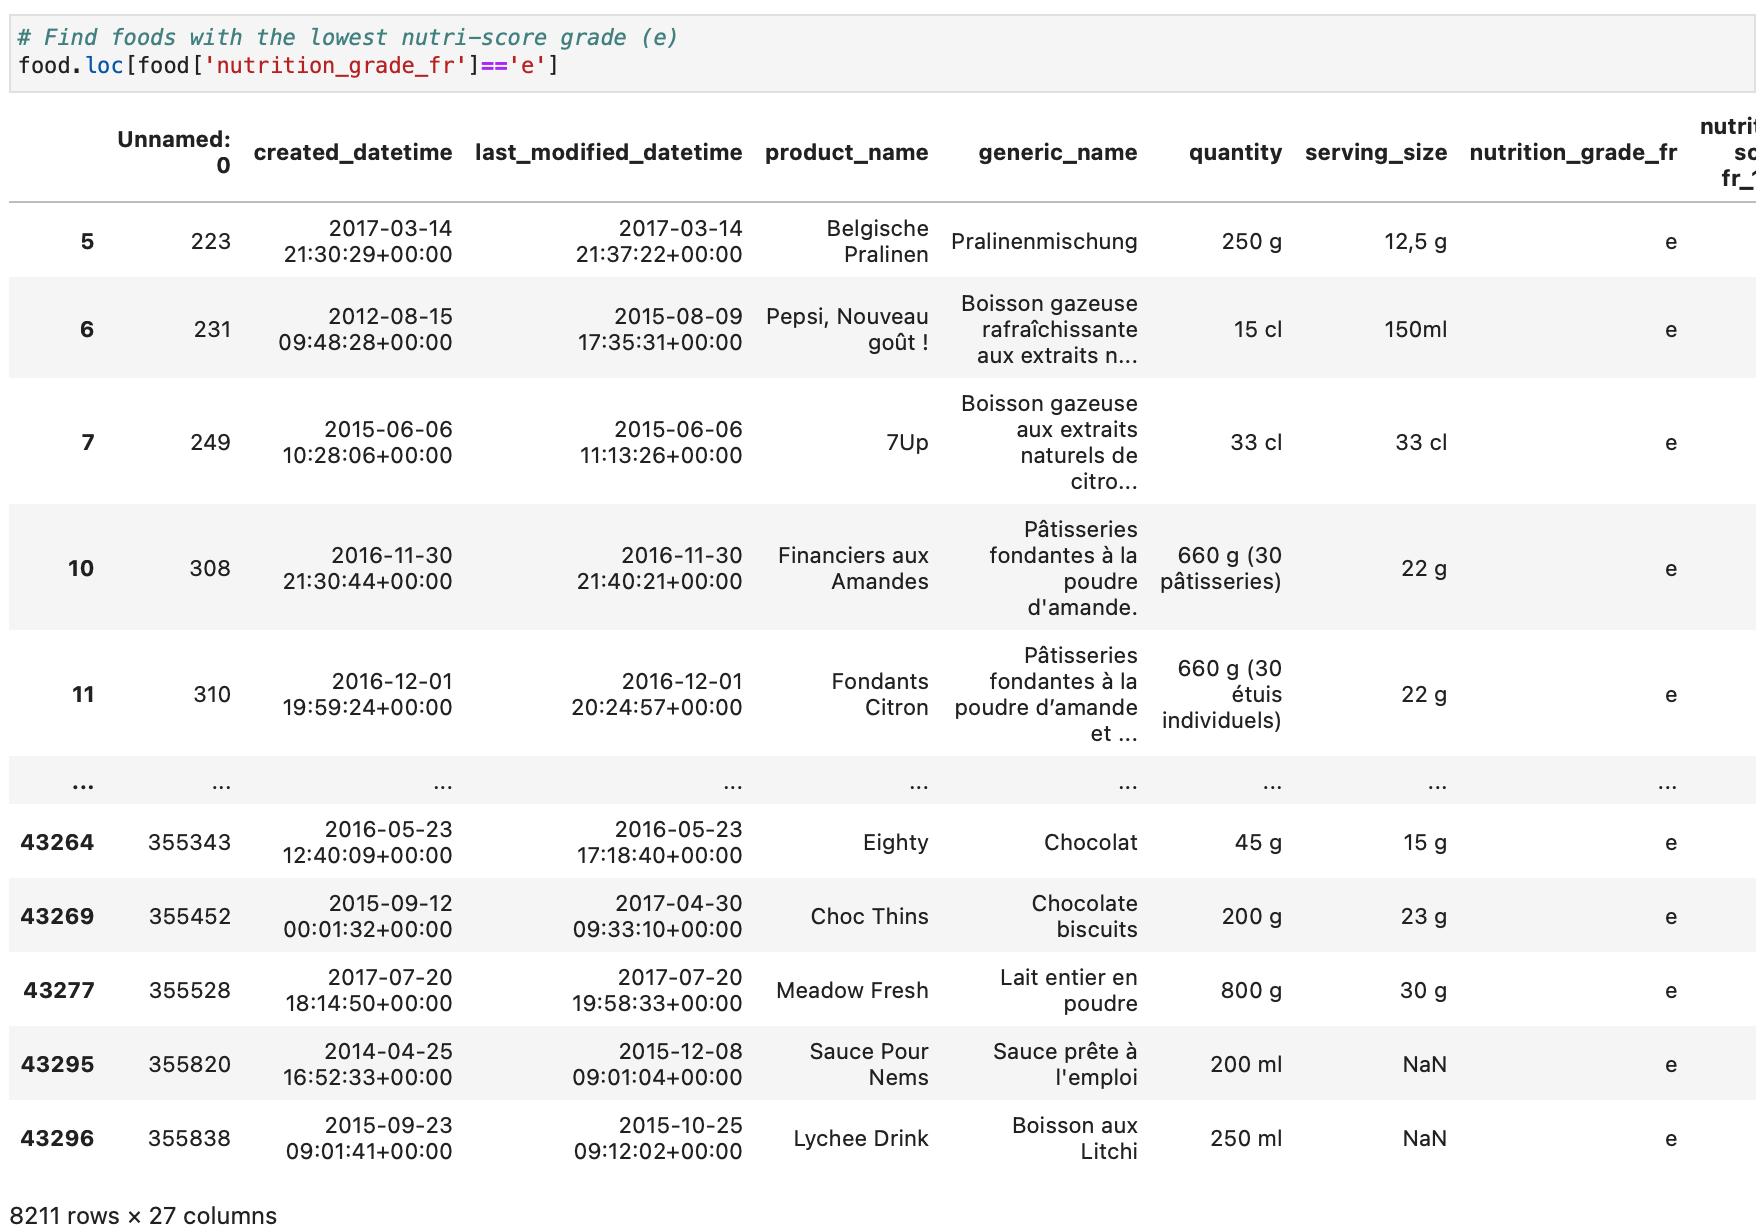 # Find foods with the lowest nutri-score grade (e)
food.loc[food['nutrition_grade_fr']=='e']
Unnamed: 0 created_datetime last_modified_datetime product_name generic_name quantity serving_size nutrition_grade_fr
5 223 2017-03-14 21:30:29+00:00 2017-03-14 21:37:22+00:00 Belgische Pralinen Pralinenmischung 250 g 12,5 g e
6 231 2012-08-15 09:48:28+00:00 2015-08-09 17:35:31+00:00 Pepsi, Nouveau goût ! Boisson gazeuse rafraîchissante aux extraits n... 15 cl 150ml e
7 249 2015-06-06 10:28:06+00:00 2015-06-06 11:13:26+00:00 7Up Boisson gazeuse aux extraits naturels de citro... 33 cl 33 cl e
10 308 2016-11-30 21:30:44+00:00 2016-11-30 21:40:21+00:00 Financiers aux Amandes Pâtisseries fondantes à la poudre d'amande. 660 g (30 pâtisseries) 22 g e
11 310 2016-12-01 19:59:24+00:00 2016-12-01 20:24:57+00:00 Fondants Citron Pâtisseries fondantes à la poudre d’amande et ... 660 g (30 étuis individuels) 22 g e
... ... ... ... ... ... ... ... ...
43264 355343 2016-05-23 12:40:09+00:00 2016-05-23 17:18:40+00:00 Eighty Chocolat 45 g 15 g e
43269 355452 2015-09-12 00:01:32+00:00 2017-04-30 09:33:10+00:00 Choc Thins Chocolate biscuits 200 g 23 g e
43277 355528 2017-07-20 18:14:50+00:00 2017-07-20 19:58:33+00:00 Meadow Fresh Lait entier en poudre 800 g 30 g e
43295 355820 2014-04-25 16:52:33+00:00 2015-12-08 09:01:04+00:00 Sauce Pour Nems Sauce prête à l'emploi 200 ml NaN e
43296 355838 2015-09-23 09:01:41+00:00 2015-10-25 09:12:02+00:00 Lychee Drink Boisson aux Litchi 250 ml NaN e
8211 rows × 27 columns